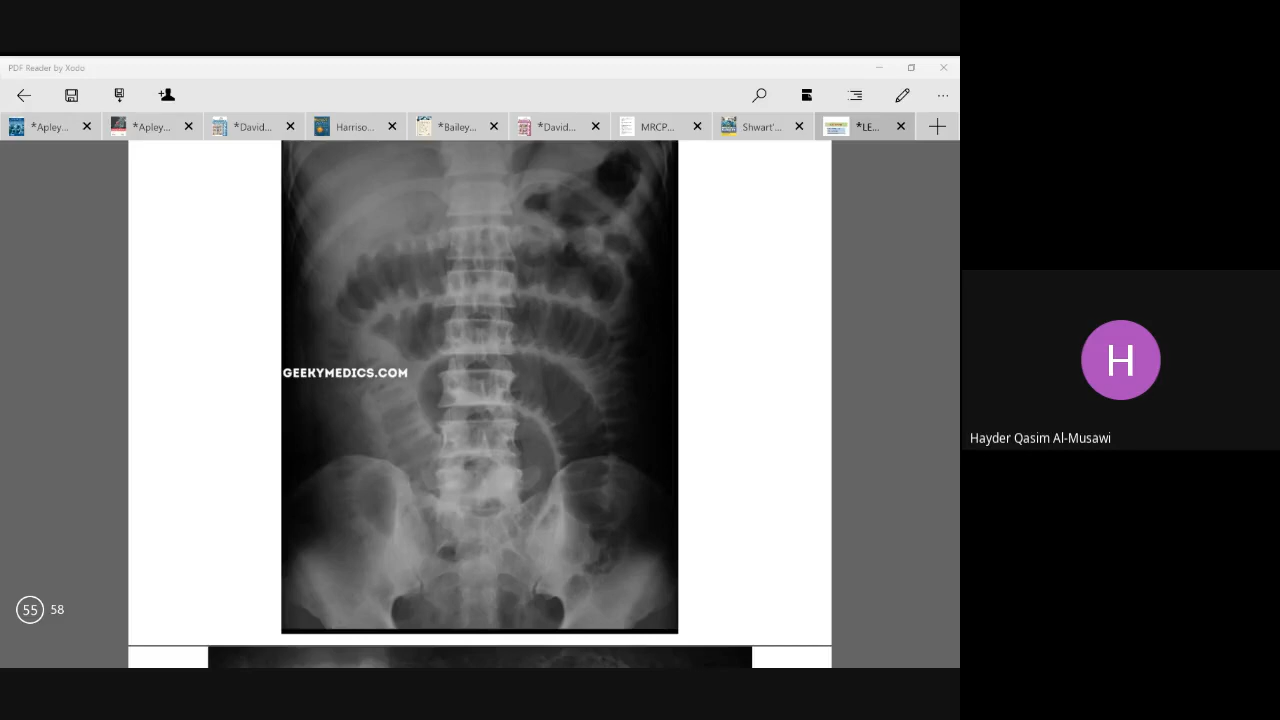 PDF Reader by Xodo
*Apley...
*Apley...
*David...
Harriso...
*Bailey...
*David...
MRCP...
Shwart'...
*LE...
GEEKYMEDICS.COM
H
Hayder Qasim Al-Musawi
55 58